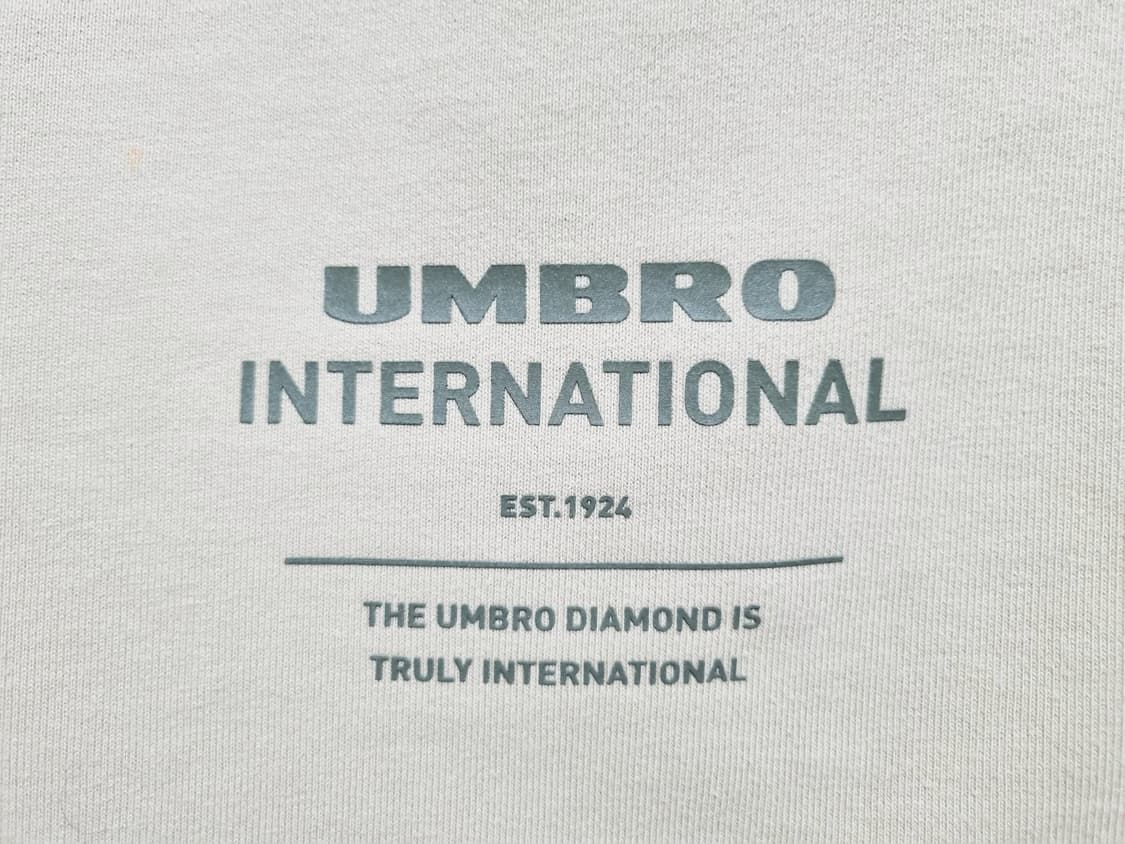 UMBRO
INTERNATIONAL
EST.1924
THE UMBRO DIAMOND IS
TRULY INTERNATIONAL